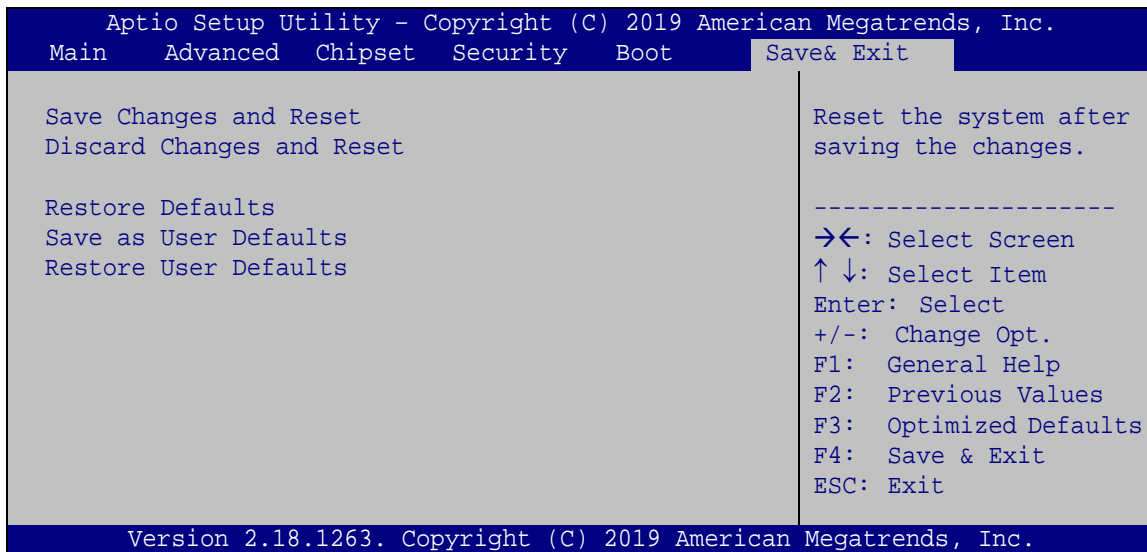 Aptio Setup Utility – Copyright (C) 2019 American Megatrends, Inc.
Main Advanced Chipset Security Boot Save& Exit
Save Changes and Reset
Discard Changes and Reset
Restore Defaults
Save as User Defaults
Restore User Defaults
Reset the system after
saving the changes.
---------------------
→←: Select Screen
↑ ↓: Select Item
Enter: Select
+/-: Change Opt.
F1: General Help
F2: Previous Values
F3: Optimized Defaults
F4: Save & Exit
ESC: Exit
Version 2.18.1263. Copyright (C) 2019 American Megatrends, Inc.